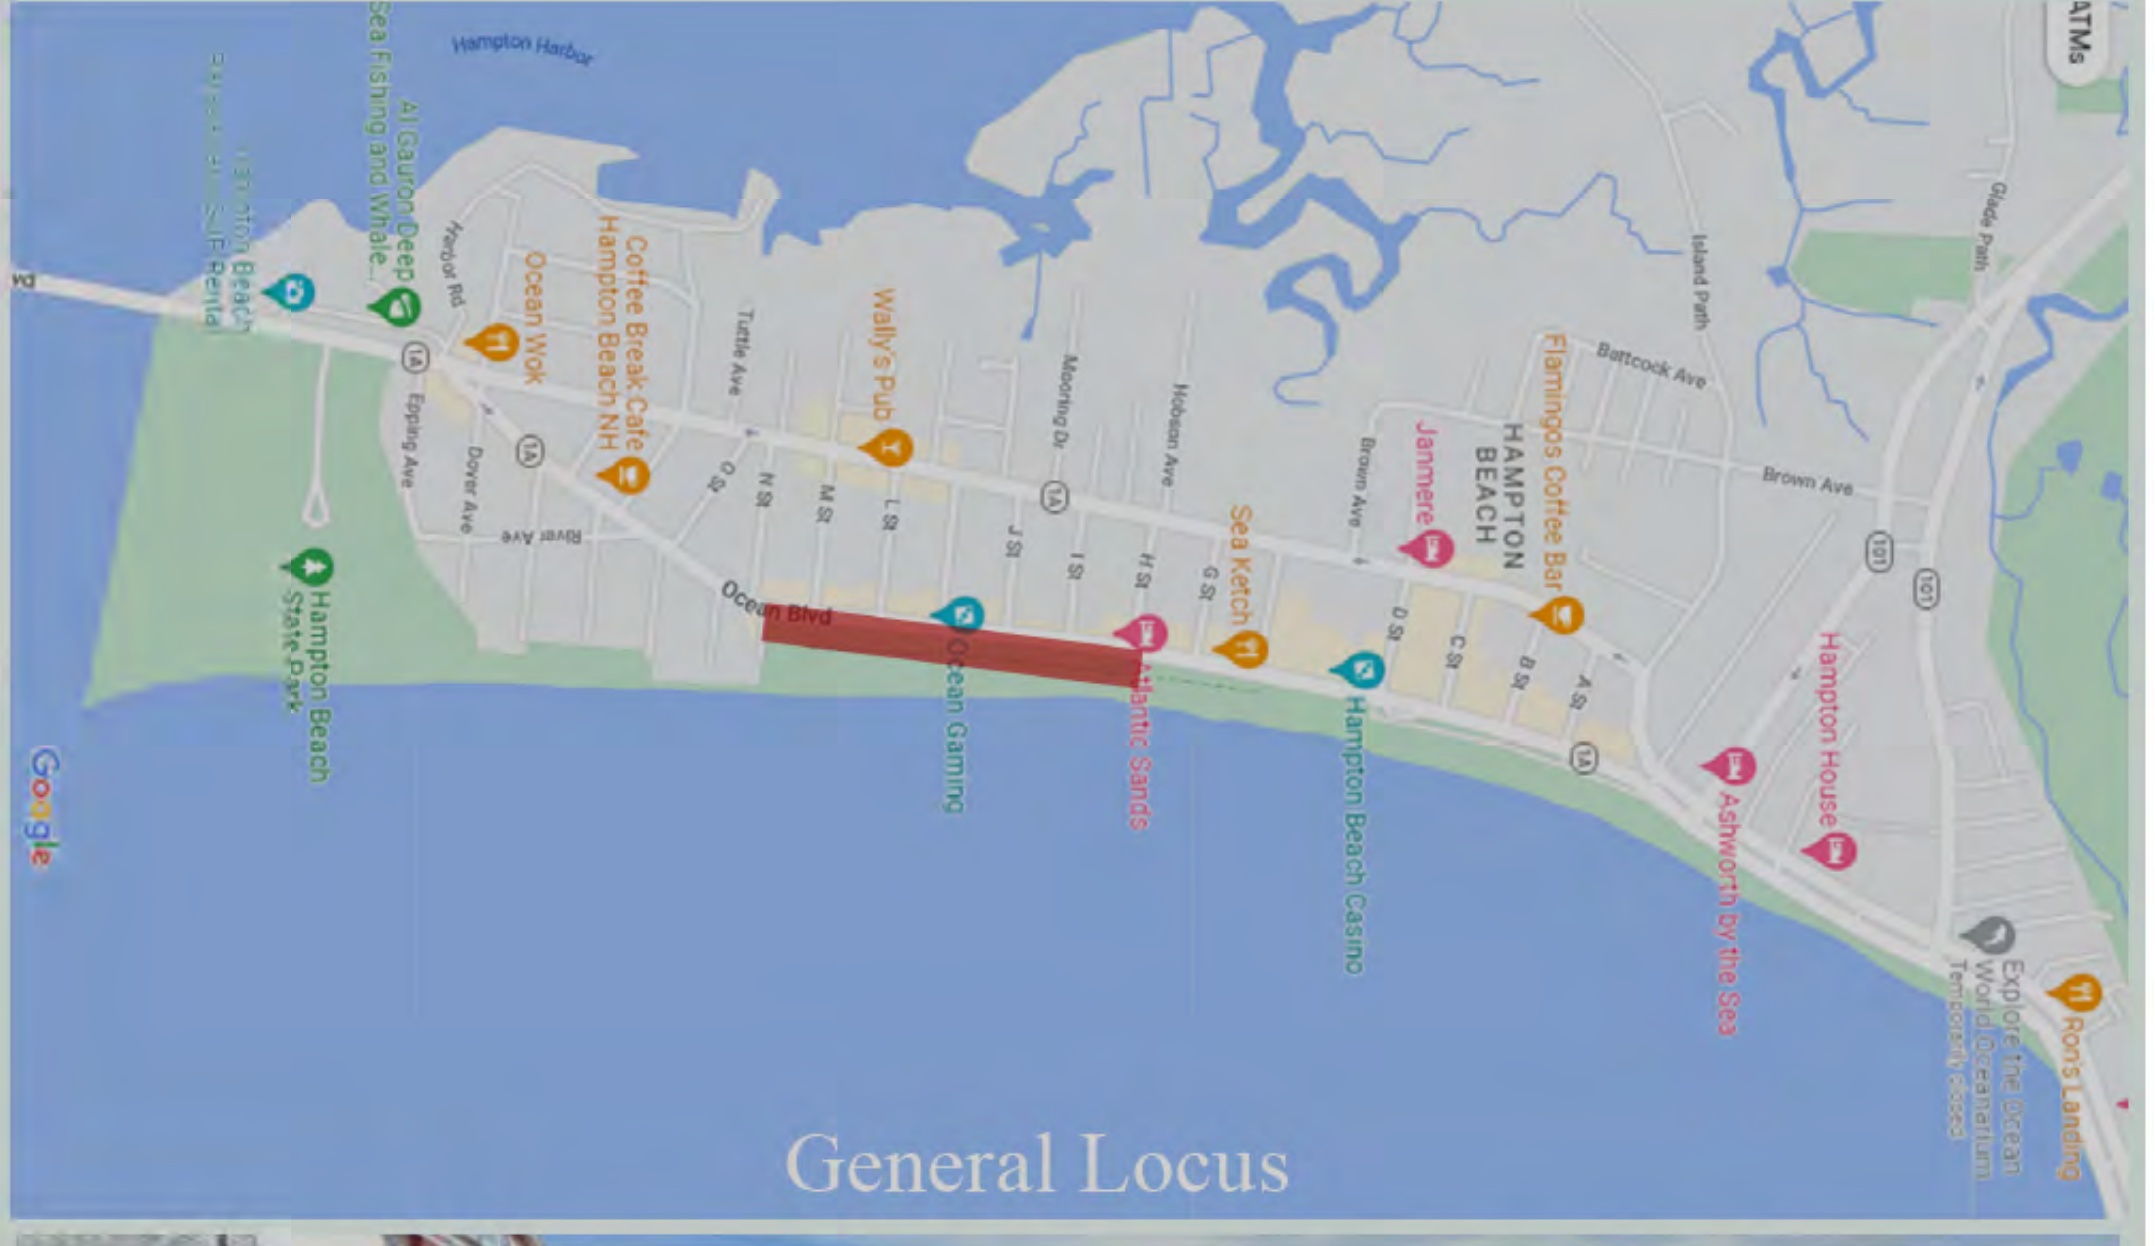 ATMs
Hampton Harbor
Al Gauron Deep
Sea Fishing and Whale...
Beach
Rental
Harbor Rd
Ocean Wok
Coffee Break Cafe
Hampton Beach NH
Tuttle Ave
Wally's Pub
Mooring Dr
Hobson Ave
Brown Ave
Janmere
HAMPTON
BEACH
Flamingos Coffee Bar
Battcock Ave
Island Path
Glade Path
Brown Ave
101
101
1A
1A
1A
1A
Epping Ave
Dover Ave
River Ave
O St
N St
M St
L St
J St
I St
H St
G St
Sea Ketch
D St
C St
B St
A St
Ocean Blvd
Ocean Gaming
Atlantic Sands
Hampton Beach Casino
Hampton House
Ashworth by the Sea
Explore the Ocean
World Oceanarium
Temporarily closed
Ron's Landing
Hampton Beach
State Park
Google
General Locus